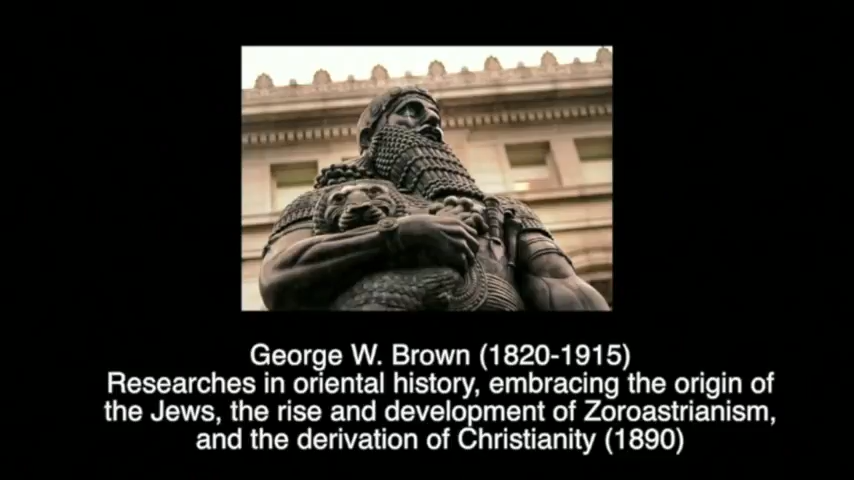 George W. Brown (1820-1915)
Researches in oriental history, embracing the origin of
the Jews, the rise and development of Zoroastrianism,
and the derivation of Christianity (1890)